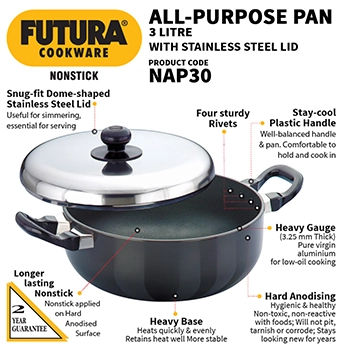 FUTURA®
COOKWARE
NONSTICK
ALL-PURPOSE PAN
3 LITRE
WITH STAINLESS STEEL LID
PRODUCT CODE
NAP30
Snug-fit Dome-shaped
Stainless Steel Lid
Useful for simmering,
essential for serving
Four sturdy
Rivets
Stay-cool
Plastic Handle
Well-balanced handle
& pan. Comfortable to
hold and cook in
Heavy Gauge
(3.25 mm Thick)
Pure virgin
aluminium
for low-oil cooking
Longer
lasting
Nonstick
Nonstick applied
on Hard
Anodised Surface
2
YEAR
GUARANTEE
Heavy Base
Heats quickly & evenly
Retains heat well More Stable
Hard Anodising
Hygienic & healthy
Non-toxic, non-reactive
with foods; Will not pit,
tarnish or corrode; Stays
looking new for years